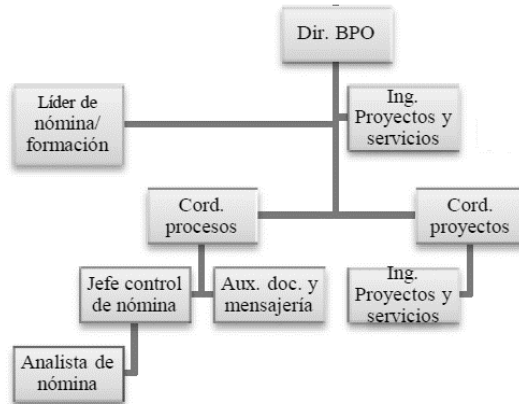 Dir. BPO
Líder de
nómina/
formación
Ing.
Proyectos y
servicios
Cord.
procesos
Cord.
proyectos
Jefe control
de nómina
Aux. doc. y
mensajería
Ing.
Proyectos y
servicios
Analista de
nómina